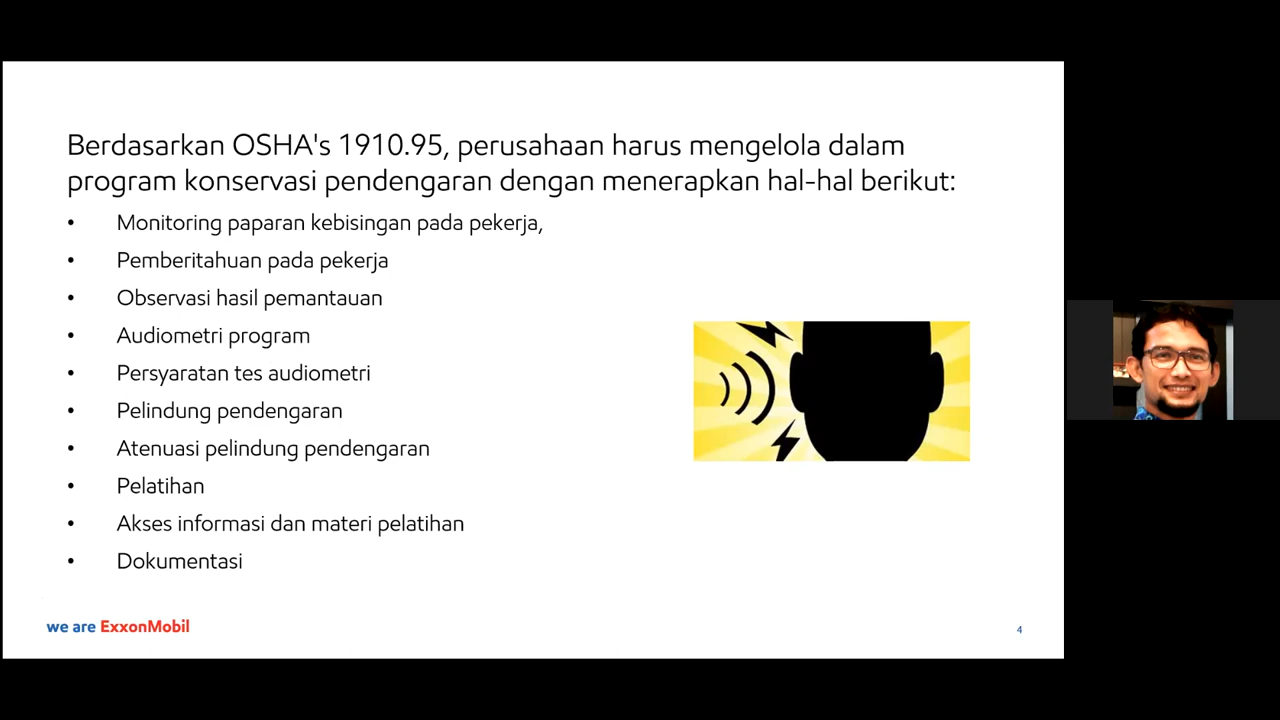 Berdasarkan OSHA's 1910.95, perusahaan harus mengelola dalam
program konservasi pendengaran dengan menerapkan hal-hal berikut:
• Monitoring paparan kebisingan pada pekerja,
• Pemberitahuan pada pekerja
• Observasi hasil pemantauan
• Audiometri program
• Persyaratan tes audiometri
• Pelindung pendengaran
• Atenuasi pelindung pendengaran
• Pelatihan
• Akses informasi dan materi pelatihan
• Dokumentasi
we are ExxonMobil
4